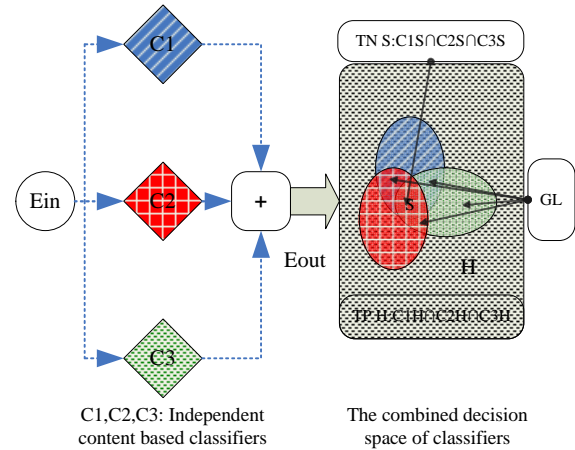 C1
TN S:C1S∩C2S∩C3S
Ein
C2
+
GL
S
Eout
H
TP H:C1H∩C2H∩C3H
C3
C1,C2,C3: Independent
content based classifiers
The combined decision
space of classifiers